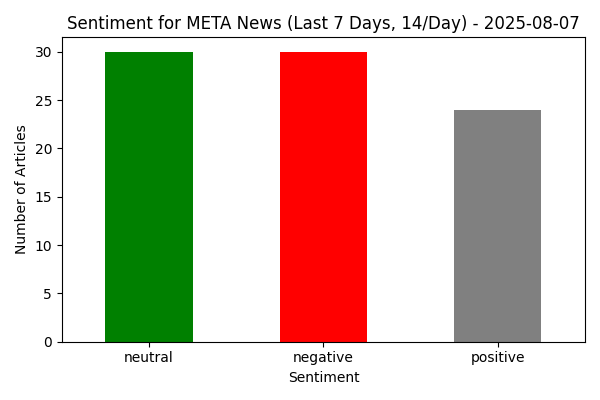 Sentiment for META News (Last 7 Days, 14/Day) - 2025-08-07
Number of Articles
30
25
20
15
10
5
0
neutral negative positive
Sentiment